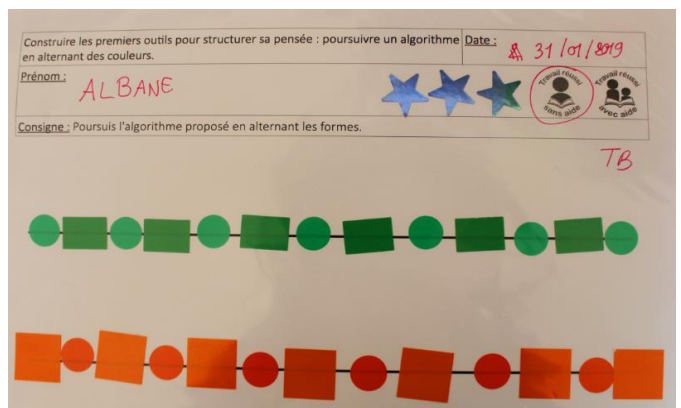 Construire les premiers outils pour structurer sa pensée : poursuivre un algorithme
en alternant des couleurs.
Date :
31/01/2019
Prénom :
ALBANE
Travail réussi
sans aide
Travail réussi
avec aide
Consigne : Poursuis l'algorithme proposé en alternant les formes.
TB